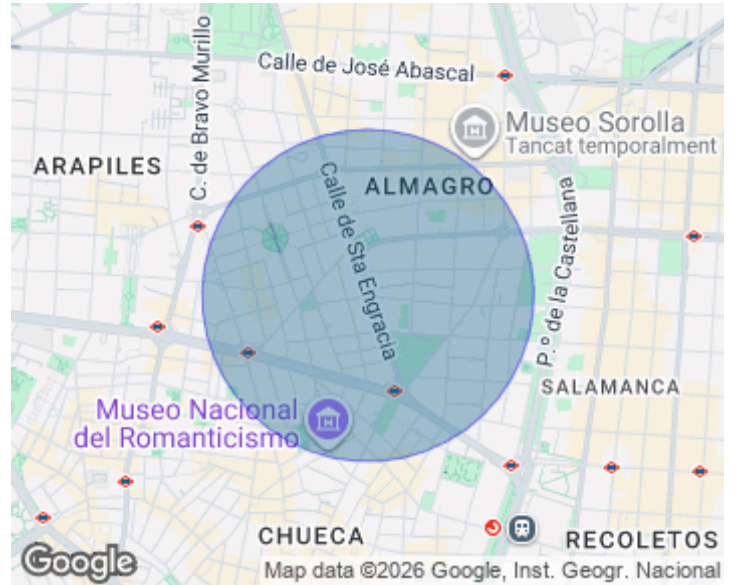 Calle de José Abascal
C. de Bravo Murillo
Museo Sorolla
Tancat temporalment
ARAPILES
ALMAGRO
Calle de Sta Engracia
P.º de la Castellana
SALAMANCA
Museo Nacional
del Romanticismo
CHUECA
RECOLETOS
Google
Map data ©2026 Google, Inst. Geogr. Nacional